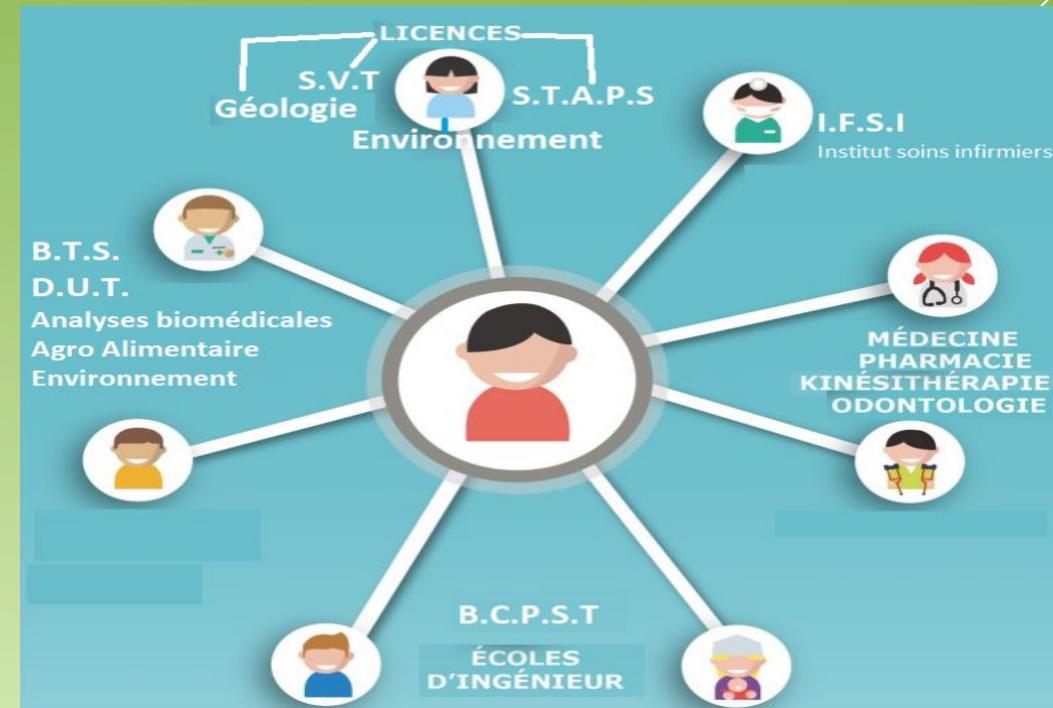 LICENCES
S.V.T
Géologie
S.T.A.P.S
Environnement
I.F.S.I
Institut soins infirmiers
B.T.S.
D.U.T.
Analyses biomédicales
Agro Alimentaire
Environnement
MÉDECINE
PHARMACIE
KINÉSITHÉRAPIE
ODONTOLOGIE
B.C.P.S.T
ÉCOLES
D'INGÉNIEUR